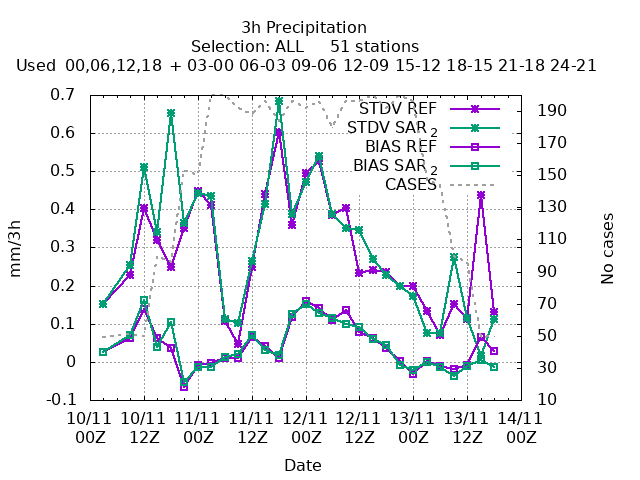 3h Precipitation
Selection: ALL 51 stations
Used 00,06,12,18 + 03-00 06-03 09-06 12-09 15-12 18-15 21-18 24-21
0.7
0.6
0.5
0.4
0.3
0.2
0.1
0
-0.1
mm/3h
STDV REF
STDV SAR 2
BIAS REF
BIAS SAR 2
CASES
190
170
150
130
110
90
70
50
30
10
No cases
10/11 10/11 11/11 11/11 12/11 12/11 13/11 13/11 14/11
00Z 12Z 00Z 12Z 00Z 12Z 00Z 12Z 00Z
Date